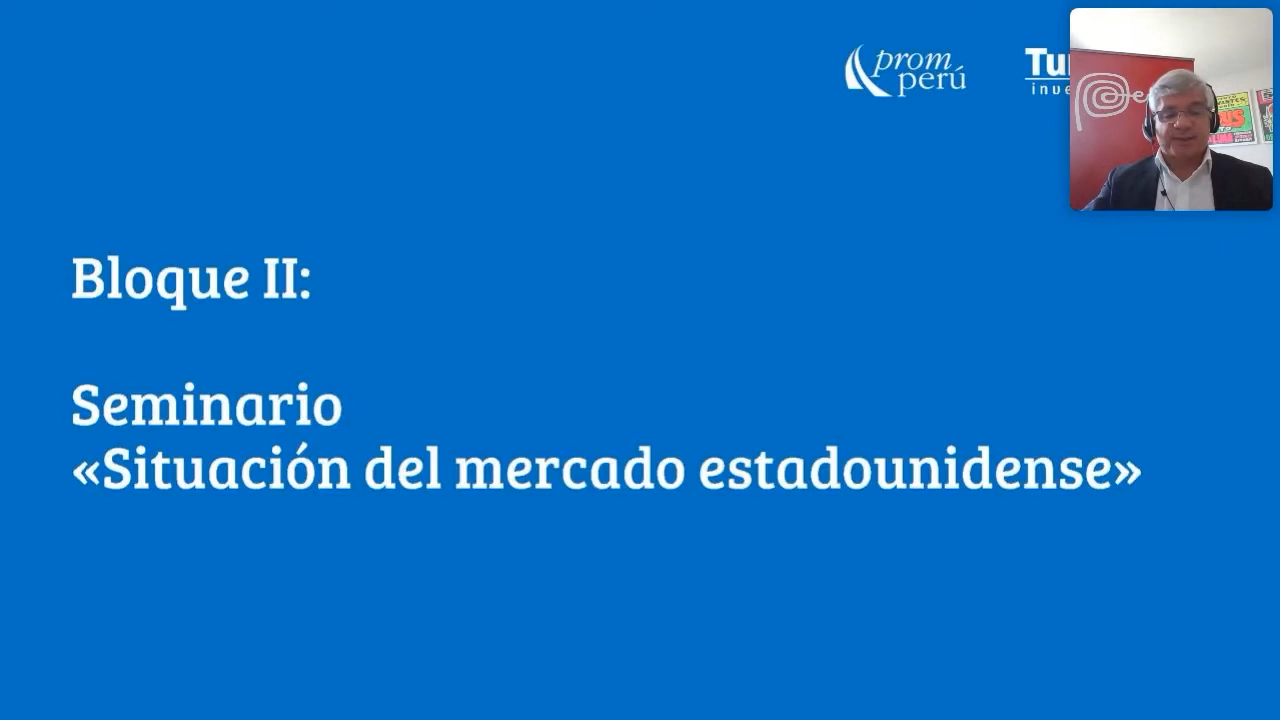 prom
perú
Bloque II:
Seminario
«Situación del mercado estadounidense»